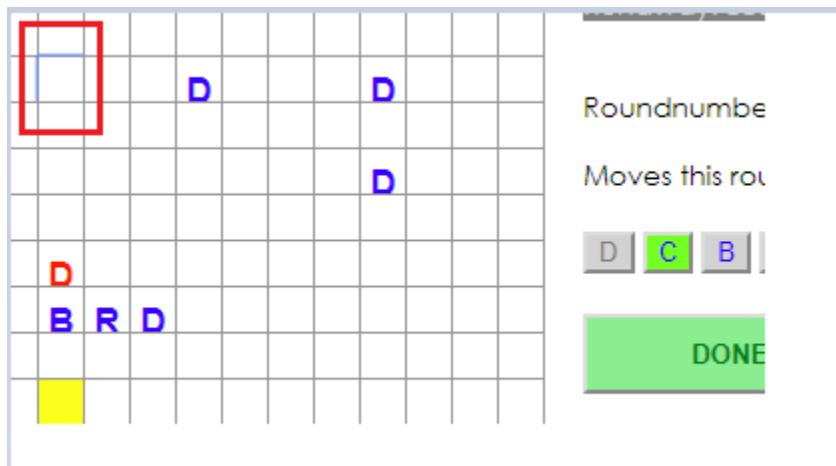 D D
Roundnumbe
D
Moves this rou
D
D C B
B R D
DONE